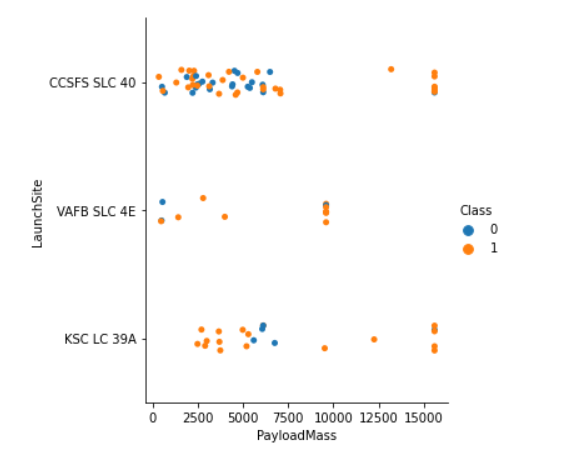 CCSFS SLC 40
VAFB SLC 4E
KSC LC 39A
LaunchSite
0 2500 5000 7500 10000 12500 15000
PayloadMass
Class
0
1